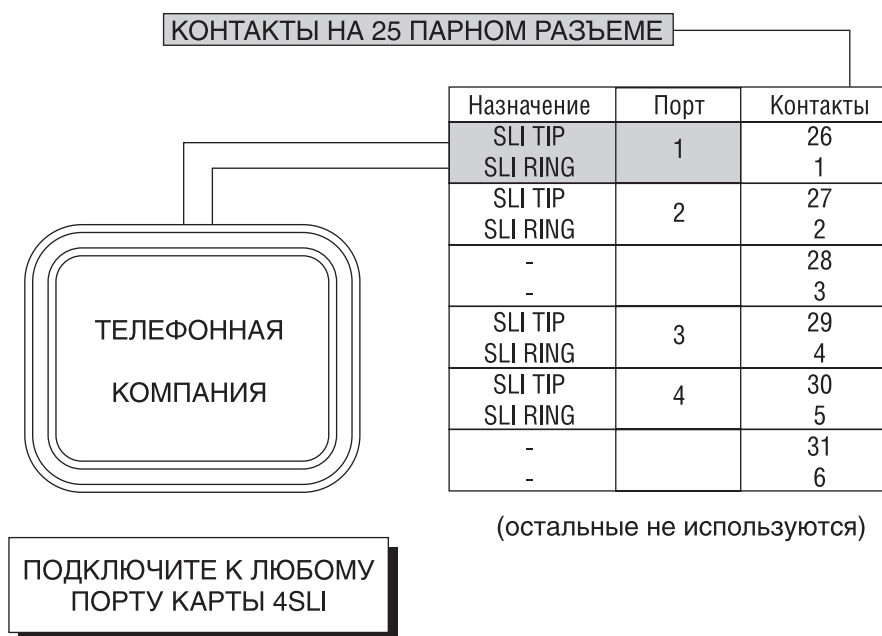 КОНТАКТЫ НА 25 ПАРНОМ РАЗЪЕМЕ
Назначение Порт Контакты
SLI TIP 1 26
SLI RING 1
SLI TIP 2 27
SLI RING 2
- 28
- 3
SLI TIP 3 29
SLI RING 4
SLI TIP 4 30
SLI RING 5
- 31
- 6
(остальные не используются)
ТЕЛЕФОННАЯ
КОМПАНИЯ
ПОДКЛЮЧИТЕ К ЛЮБОМУ
ПОРТУ КАРТЫ 4SLI